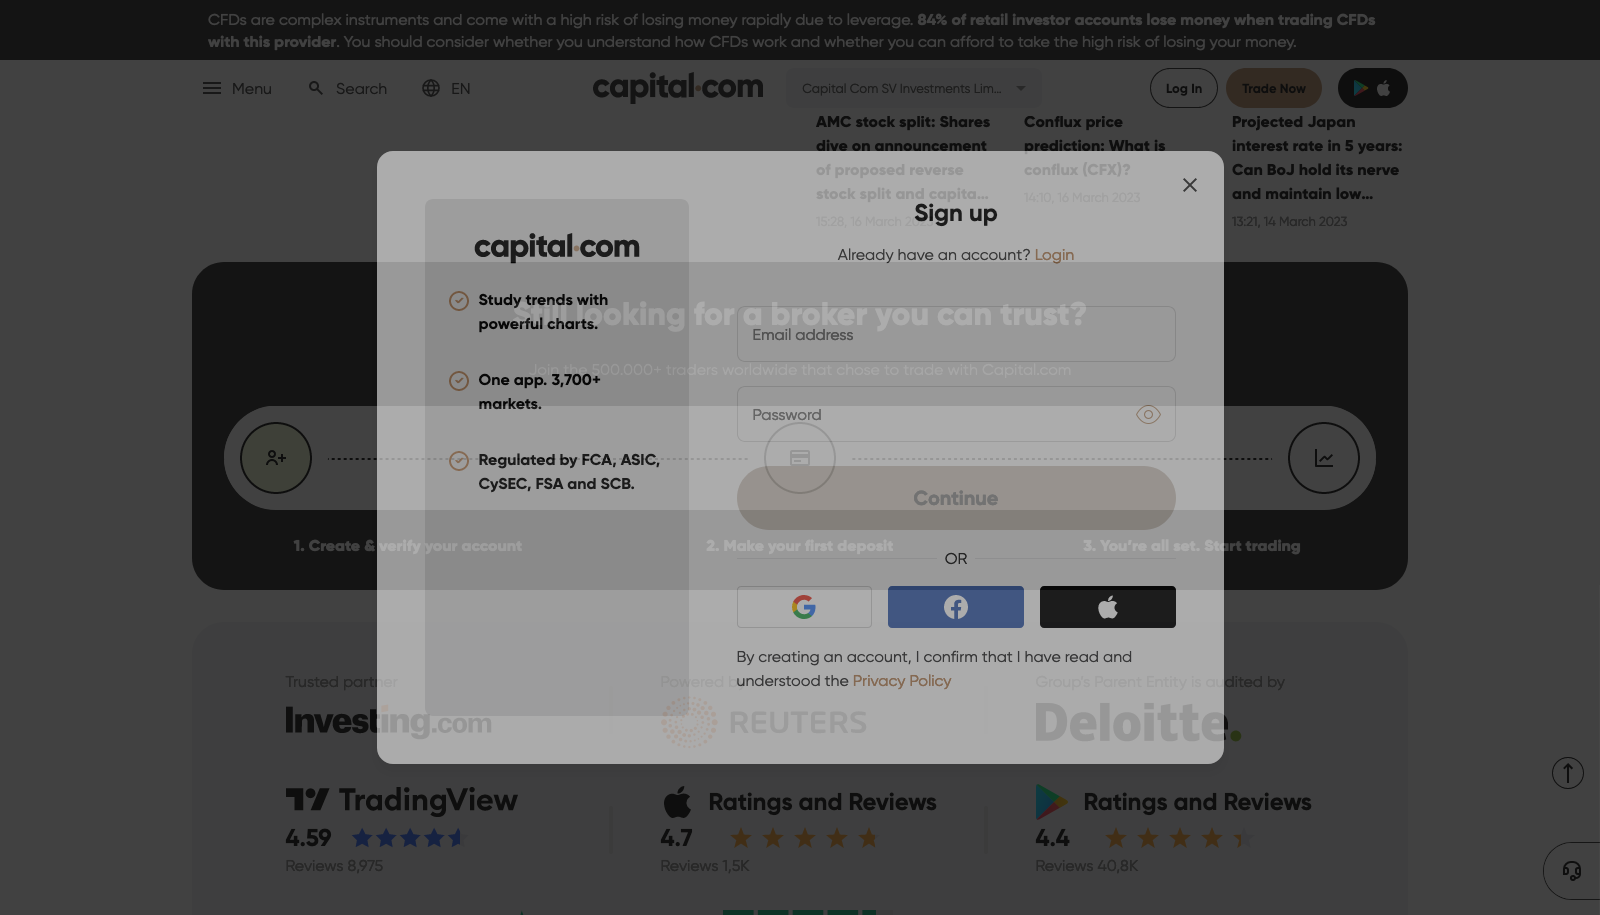 CFDs are complex instruments and come with a high risk of losing money rapidly due to leverage. 84% of retail investor accounts lose money when trading CFDs
with this provider. You should consider whether you understand how CFDs work and whether you can afford to take the high risk of losing your money.
Menu
Search
EN
capital.com
Capital Com SV Investments Lim...
Log In
Trade Now
AMC stock split: Shares
dive on announcement
of proposed reverse
stock split and capita...
15:28, 16 March 2023
Conflux price
prediction: What is
conflux (CFX)?
14:10, 16 March 2023
Projected Japan
interest rate in 5 years:
Can BoJ hold its nerve
and maintain low...
13:21, 14 March 2023
capital.com
Study trends with
powerful charts.
One app. 3,700+
markets.
Regulated by FCA, ASIC,
CySEC, FSA and SCB.
Sign up
Already have an account? Login
Email address
Password
Continue
OR
By creating an account, I confirm that I have read and
understood the Privacy Policy
Still looking for a broker you can trust?
Join the 500.000+ traders worldwide that chose to trade with Capital.com
1. Create & verify your account
2. Make your first deposit
3. You're all set. Start trading
Trusted partner
Investing.com
Powered by
REUTERS
Group's Parent Entity is audited by
Deloitte.
TradingView
4.59
Reviews 8,975
Ratings and Reviews
4.7
Reviews 1,5K
Ratings and Reviews
4.4
Reviews 40,8K